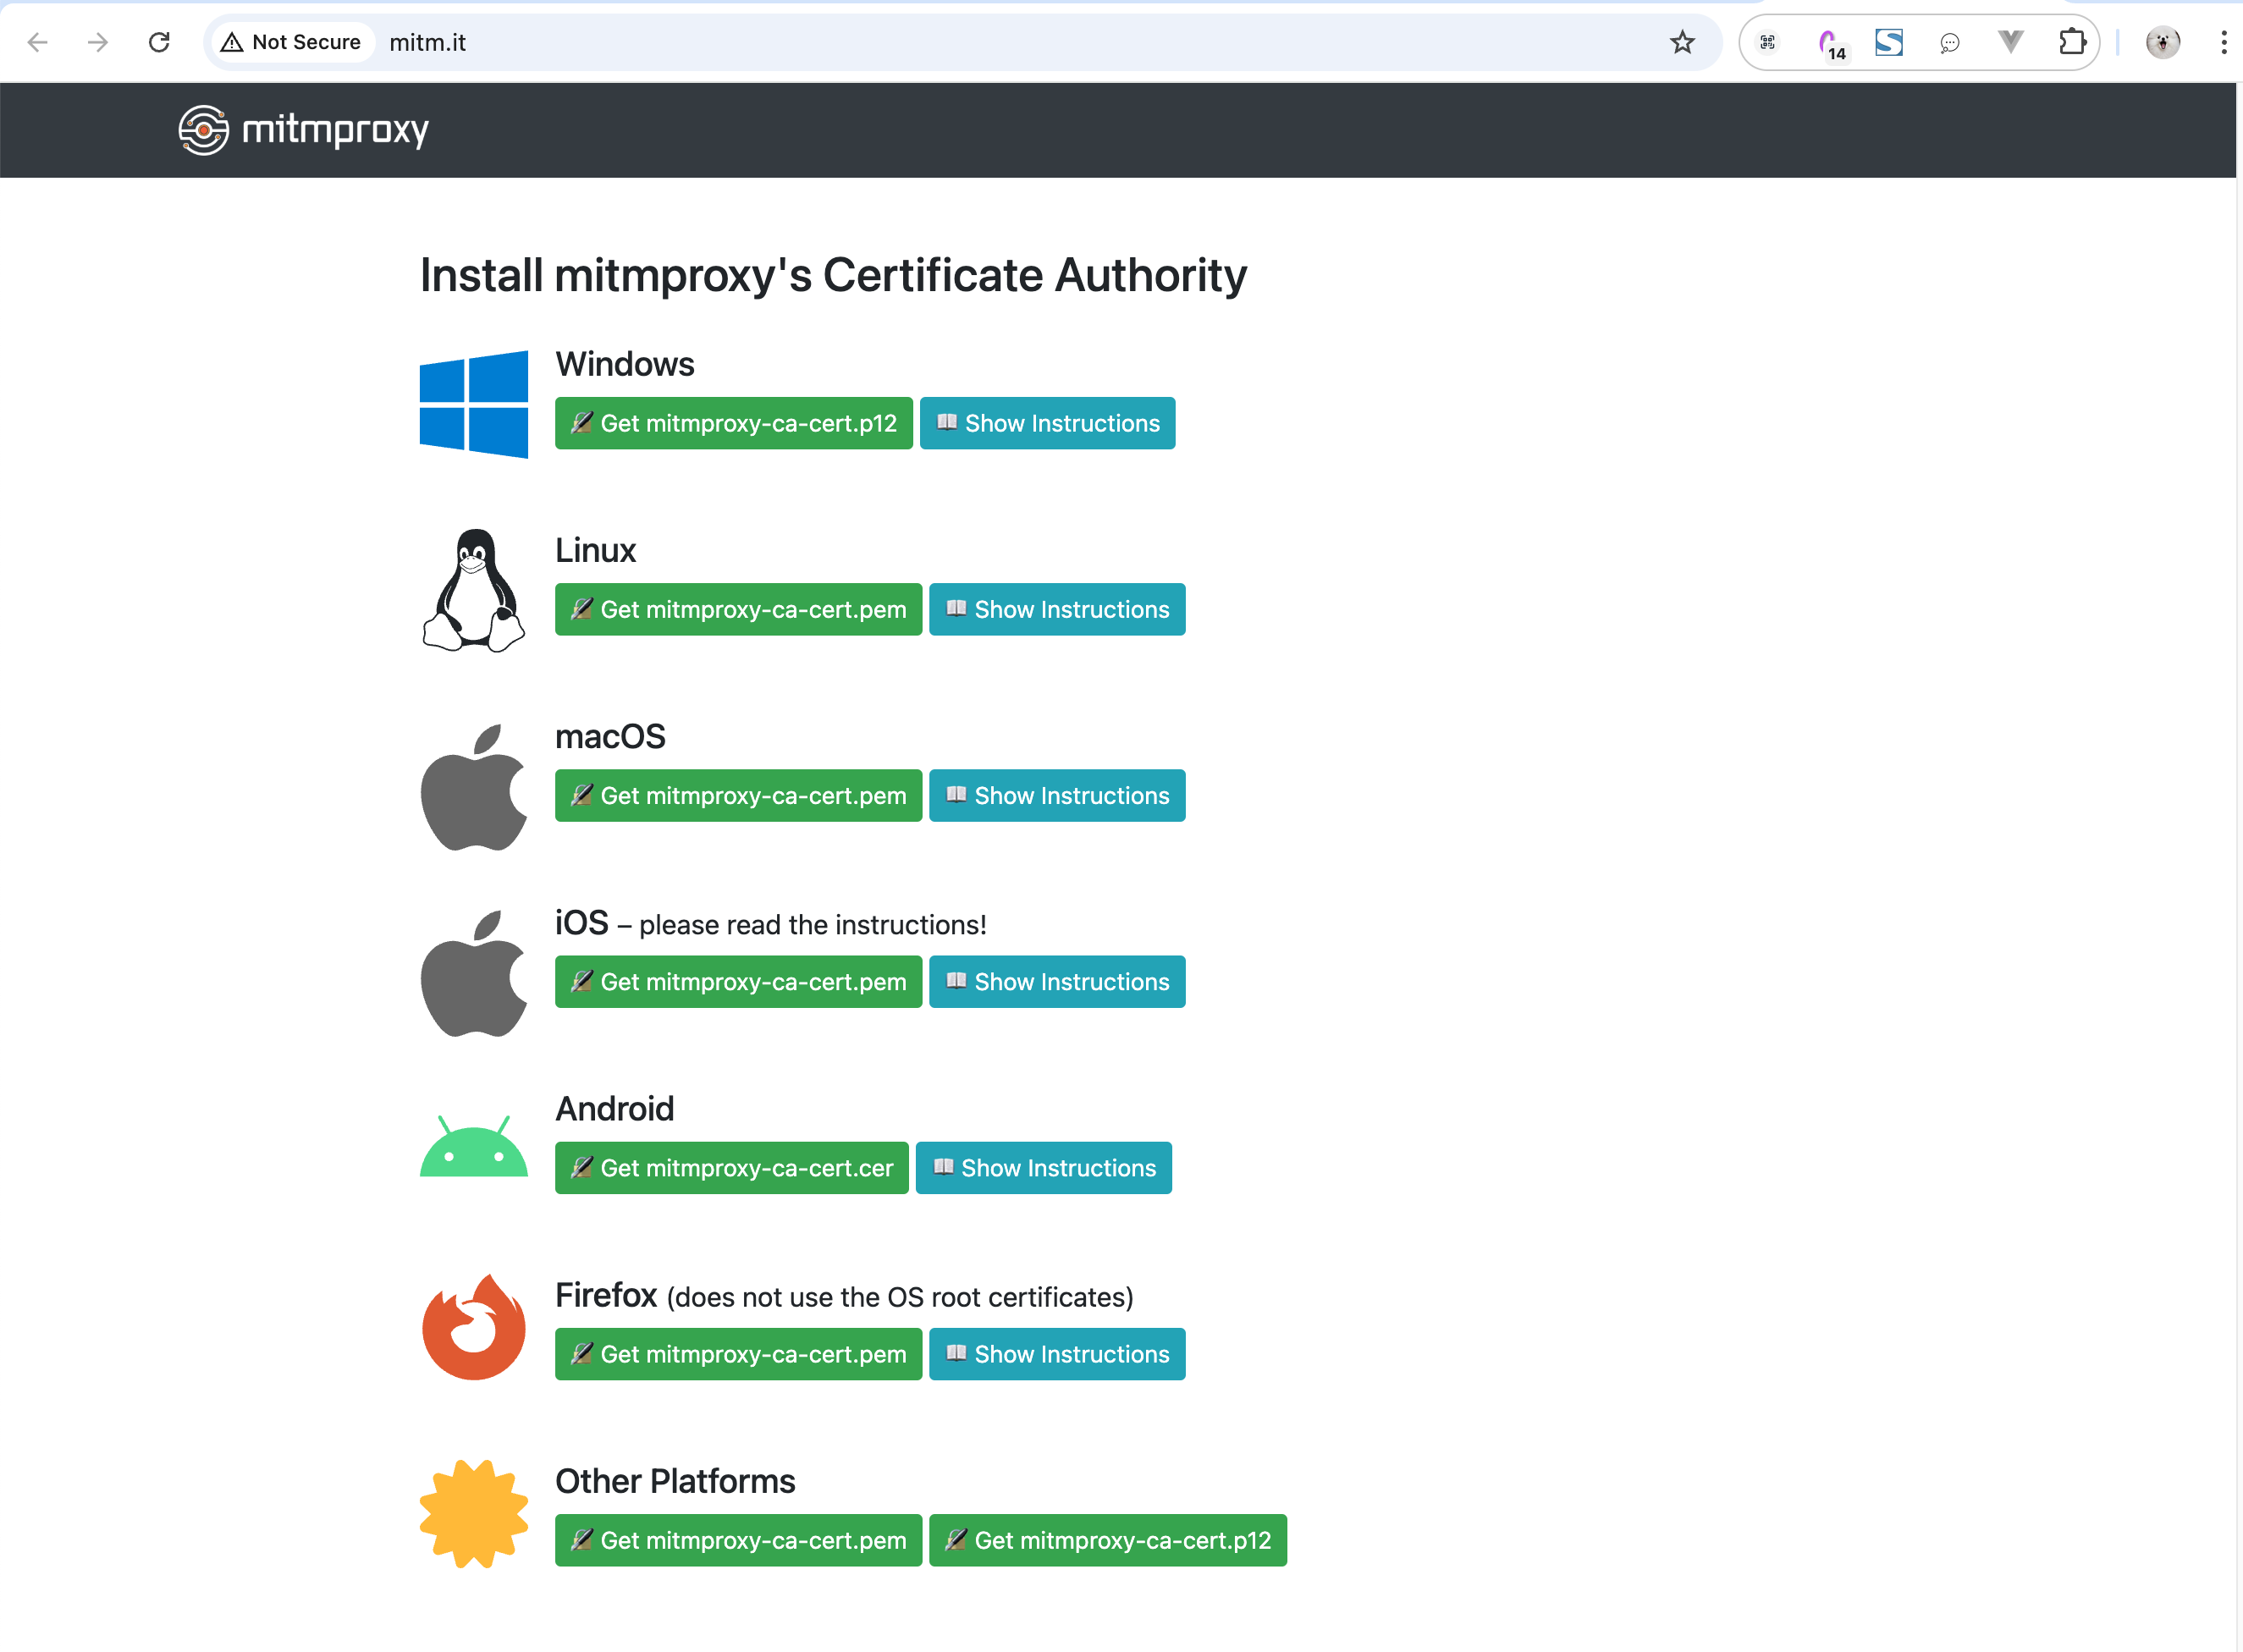 Not Secure mitm.it
14
mitmproxy
Install mitmproxy's Certificate Authority
Windows
Get mitmproxy-ca-cert.p12 Show Instructions
Linux
Get mitmproxy-ca-cert.pem Show Instructions
macOS
Get mitmproxy-ca-cert.pem Show Instructions
iOS – please read the instructions!
Get mitmproxy-ca-cert.pem Show Instructions
Android
Get mitmproxy-ca-cert.cer Show Instructions
Firefox (does not use the OS root certificates)
Get mitmproxy-ca-cert.pem Show Instructions
Other Platforms
Get mitmproxy-ca-cert.pem Get mitmproxy-ca-cert.p12